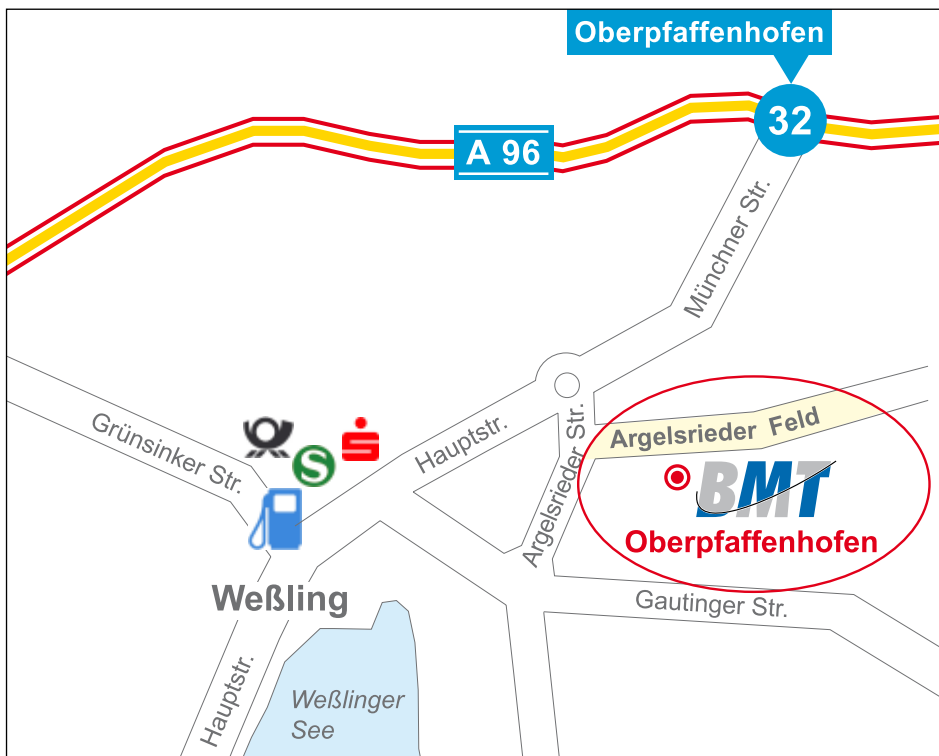 Oberpfaffenhofen
32
A 96
Münchner Str.
Grünsinker Str.
Hauptstr.
Argelsrieder Str.
Argelsrieder Feld
S
BMT
Oberpfaffenhofen
Weßling
Gautinger Str.
Hauptstr.
Weßlinger
See